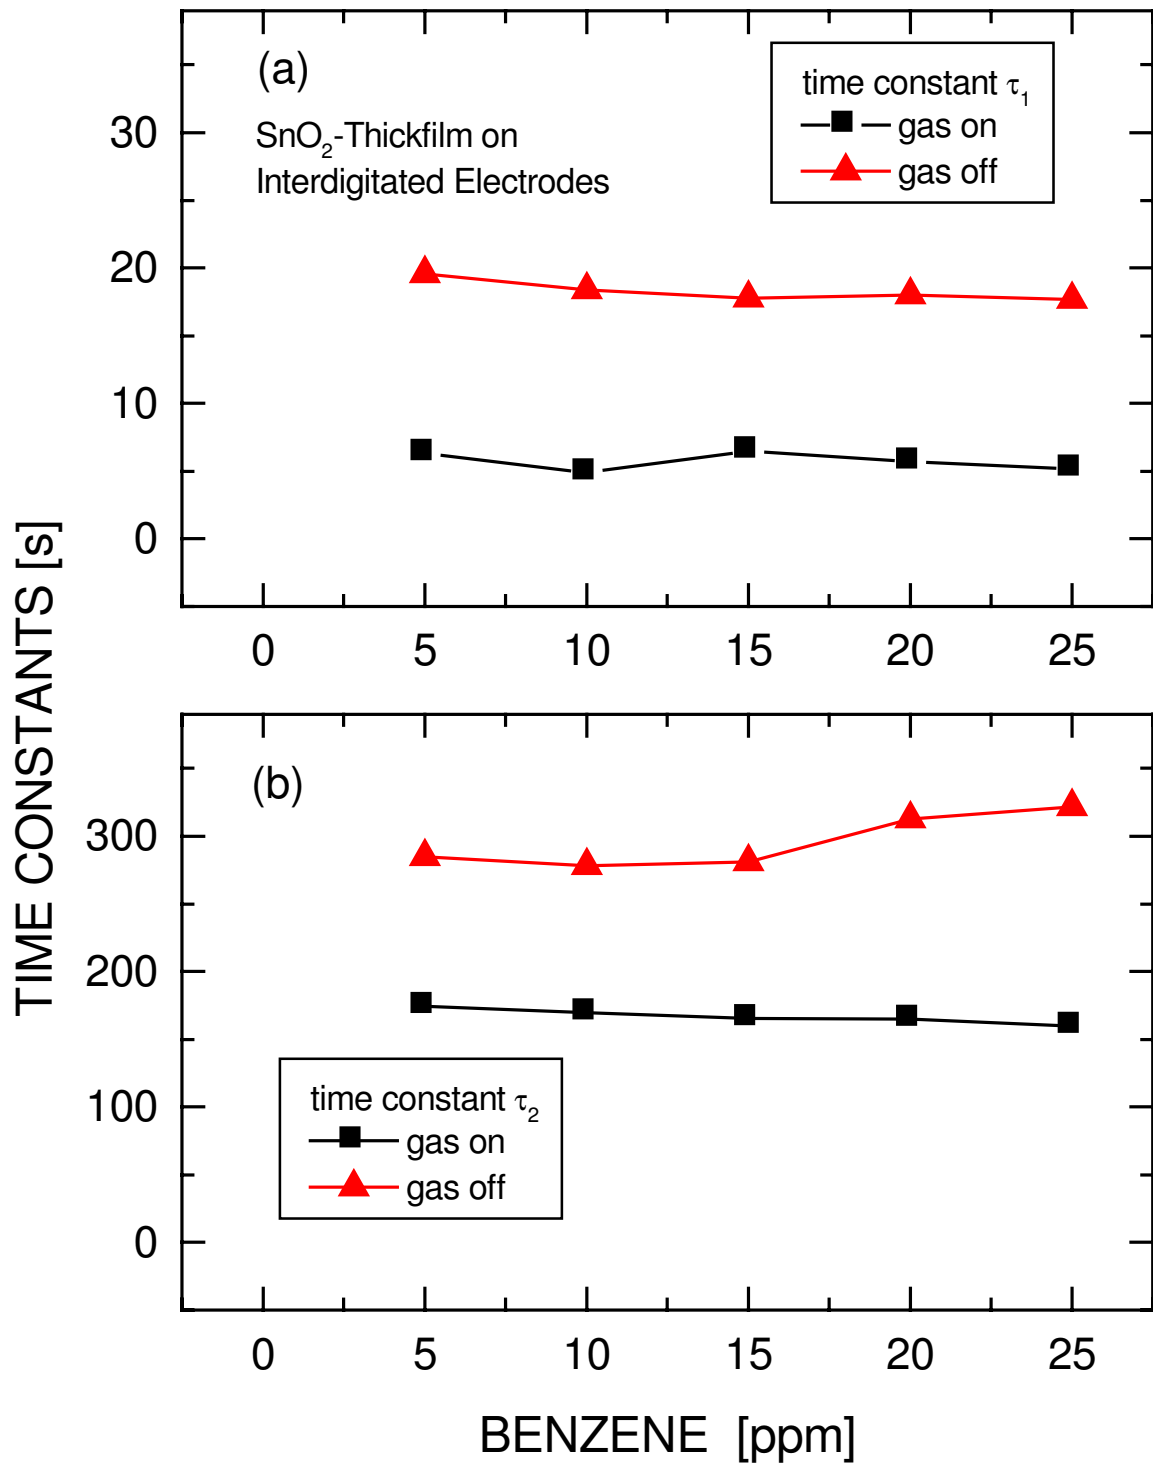 (a)
SnO₂-Thickfilm on
Interdigitated Electrodes
time constant τ₁
gas on
gas off
30
20
10
0
0 5 10 15 20 25
TIME CONSTANTS [s]
(b)
300
200
100
0
time constant τ₂
gas on
gas off
0 5 10 15 20 25
BENZENE [ppm]